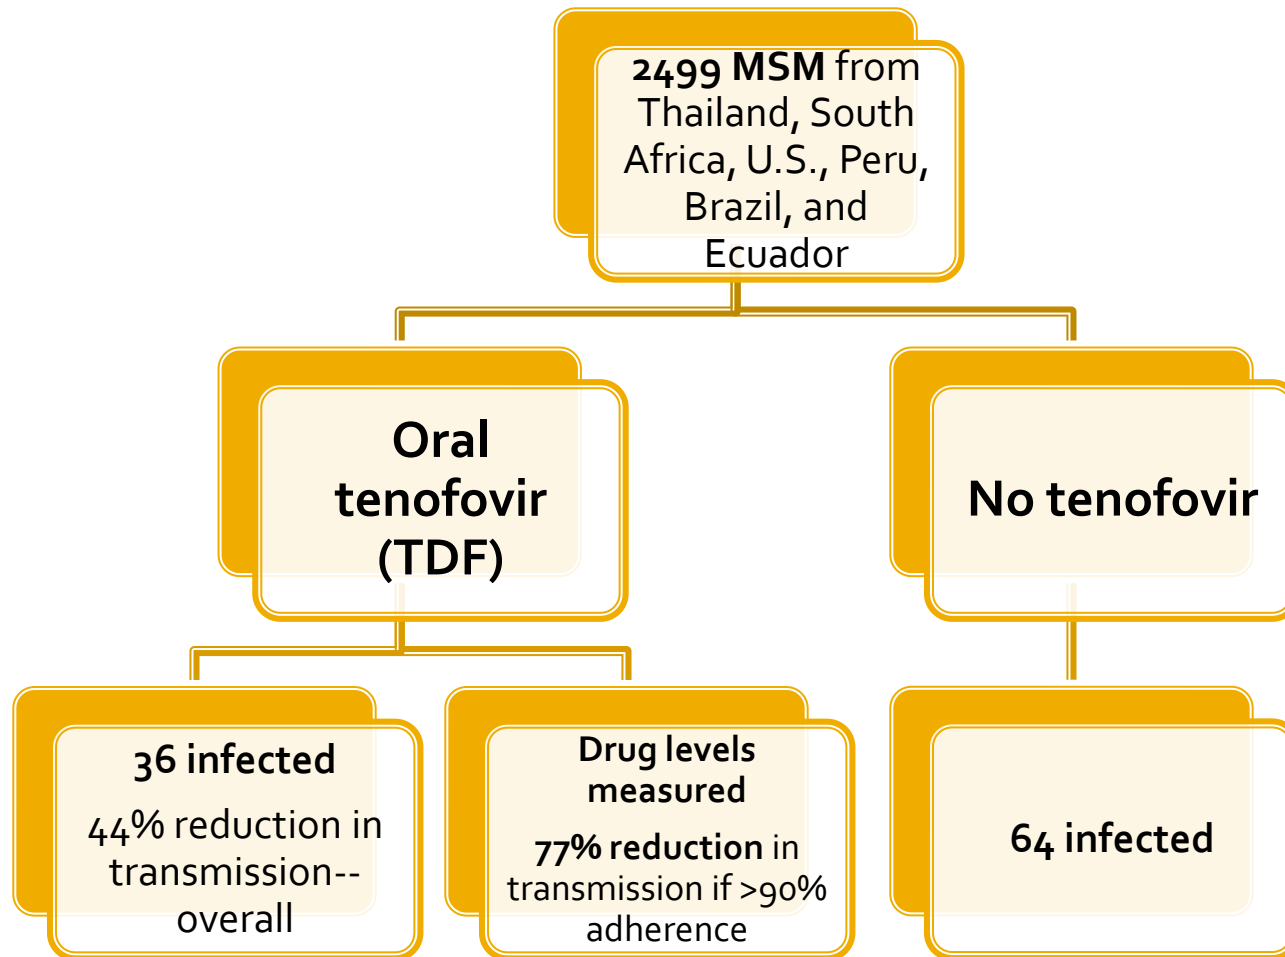 2499 MSM from
Thailand, South
Africa, U.S., Peru,
Brazil, and
Ecuador
Oral
tenofovir
(TDF)
No tenofovir
36 infected
44% reduction in
transmission--
overall
Drug levels
measured
77% reduction in
transmission if >90%
adherence
64 infected